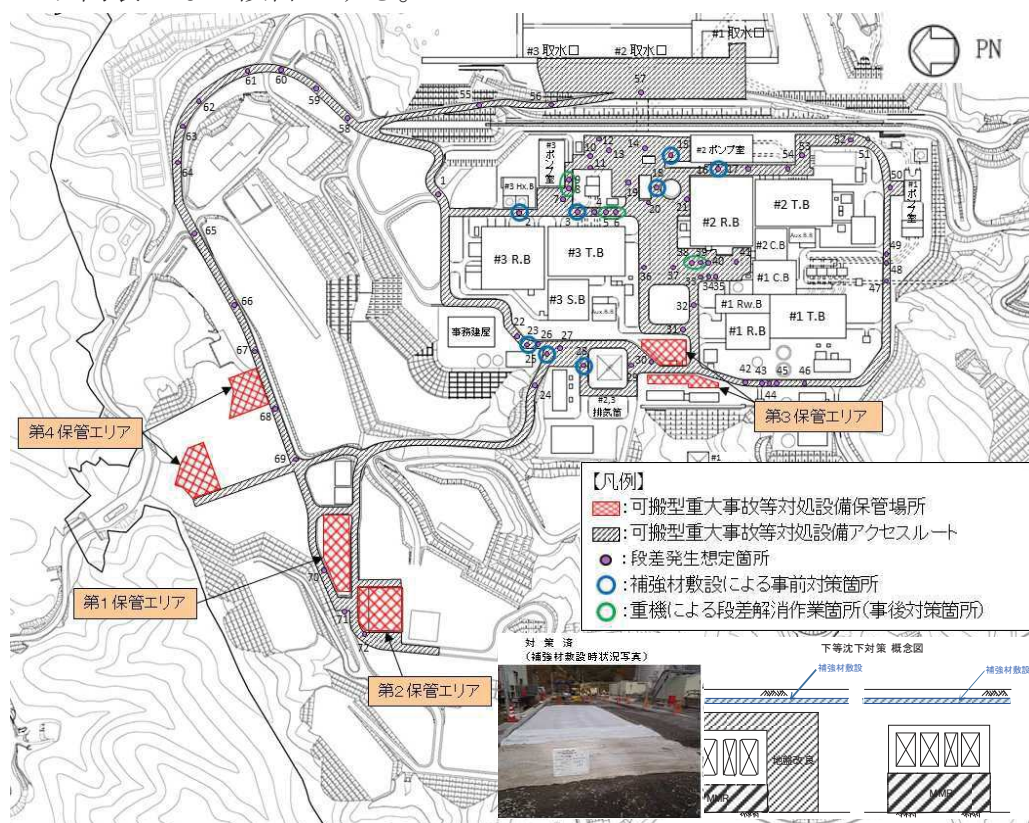 #3 取水口
#2 取水口
#1 取水口
PN
61
60
59
62
63
64
58
55
56
57
65
66
67
68
69
70
71
72
1
2
3
4
5
6
7
8
9
10
11
12
13
14
15
16
17
18
19
20
21
22
23
24
25
26
27
28
29
30
31
32
33
34
35
36
37
38
39
40
41
42
43
44
45
46
47
48
49
50
51
52
53
54
#3 ポンプ室
#2 ポンプ室
#1 ポンプ室
#3 Hx.B
#3 R.B
#3 T.B
#3 S.B
Aux.B.B
#2 R.B
#2 T.B
#2 C.B
Aux.B.B
#1 C.B
#1 Rw.B
#1 R.B
#1 T.B
事務建屋
#2,3
排気筒
#1
第4保管エリア
第3保管エリア
第1保管エリア
第2保管エリア
【凡例】
:可搬型重大事故等対処設備保管場所
:可搬型重大事故等対処設備アクセスルート
:段差発生想定箇所
:補強材敷設による事前対策箇所
:重機による段差解消作業箇所(事後対策箇所)
対 策 済
(補強材敷設時状況写真)
下等沈下対策 概念図
補強材敷設
補強材敷設
地盤改良
MMR
MMR